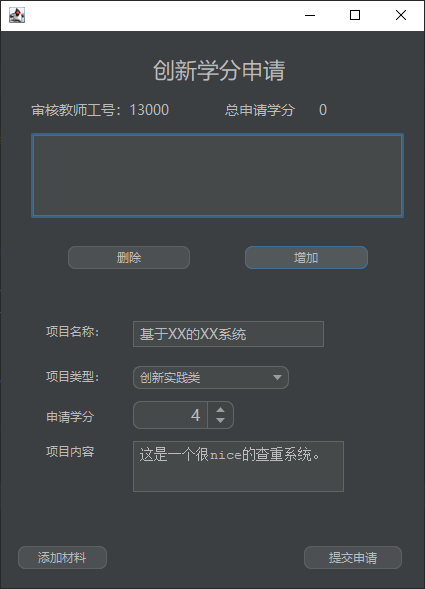 创新学分申请
审核教师工号：13000 总申请学分 0
删除 增加
项目名称: 基于XX的XX系统
项目类型: 创新实践类
申请学分 4
项目内容 这是一个很nice的查重系统。
添加材料 提交申请